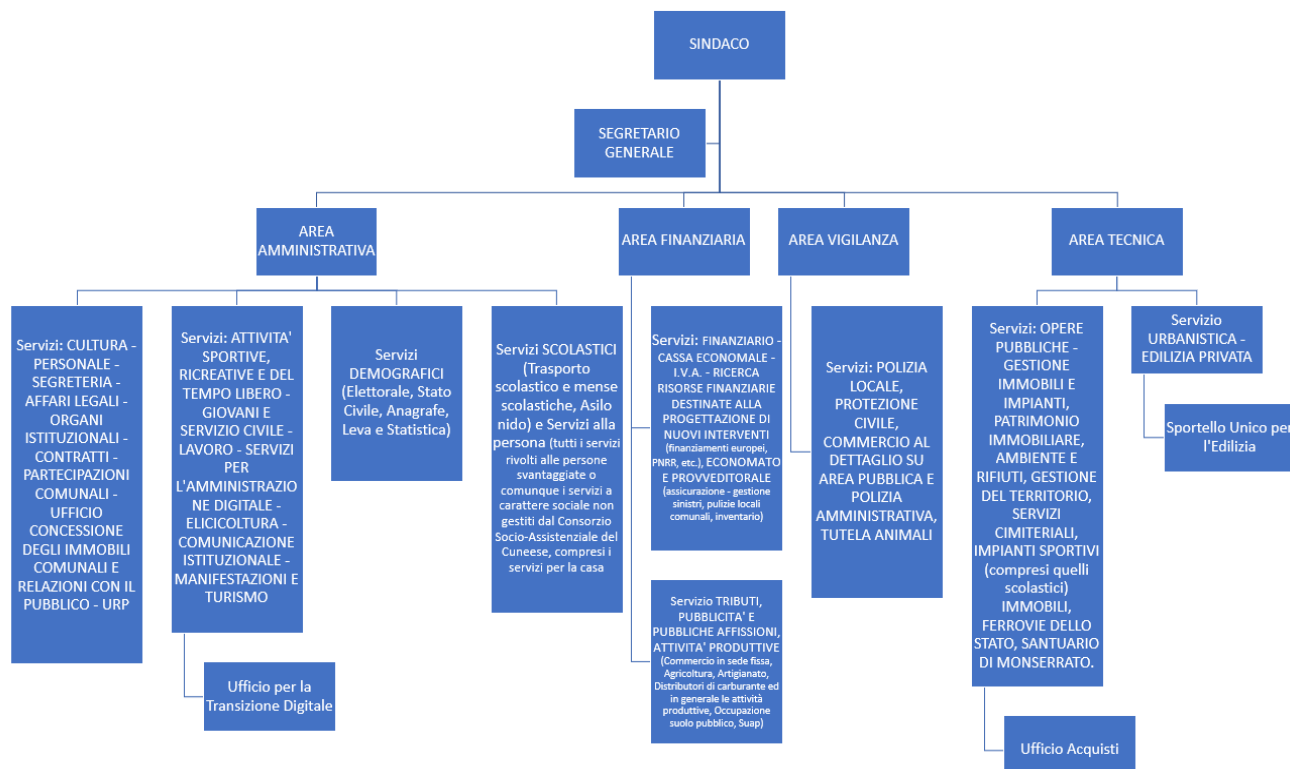 SINDACO
SEGRETARIO
GENERALE
AREA
AMMINISTRATIVA
AREA FINANZIARIA
AREA VIGILANZA
AREA TECNICA
Servizi: CULTURA -
PERSONALE -
SEGRETERIA -
AFFARI LEGALI -
ORGANI
ISTITUZIONALI -
CONTRATTI -
PARTECIPAZIONI
COMUNALI -
UFFICIO
CONCESSIONE
DEGLI IMMOBILI
COMUNALI E
RELAZIONI CON IL
PUBBLICO - URP
Servizi: ATTIVITA'
SPORTIVE,
RICREATIVE E DEL
TEMPO LIBERO -
GIOVANI E
SERVIZIO CIVILE -
LAVORO - SERVIZI
PER
L'AMMINISTRAZIO
NE DIGITALE -
ELICICOLTURA -
COMUNICAZIONE
ISTITUZIONALE -
MANIFESTAZIONI E
TURISMO
Ufficio per la
Transizione Digitale
Servizi
DEMOGRAFICI
(Elettorale, Stato
Civile, Anagrafe,
Leva e Statistica)
Servizi SCOLASTICI
(Trasporto
scolastico e mense
scolastiche, Asilo
nido) e Servizi alla
persona (tutti i servizi
rivolti alle persone
svantaggiate o
comunque i servizi a
carattere sociale non
gestiti dal Consorzio
Socio-Assistenziale del
Cuneese, compresi i
servizi per la casa
Servizi: FINANZIARIO -
CASSA ECONOMALE -
I.V.A. - RICERCA
RISORSE FINANZIARIE
DESTINATE ALLA
PROGETTAZIONE DI
NUOVI INTERVENTI
(finanziamenti europei,
PNRR, etc.), ECONOMATO
E PROVVEDITORALE
(assicurazione - gestione
sinistri, pulizie locali
comunali, inventario)
Servizio TRIBUTI,
PUBBLICITA' E
PUBBLICHE AFFISSIONI,
ATTIVITA' PRODUTTIVE
(Commercio in sede fissa,
Agricoltura, Artigianato,
Distributori di carburante ed
in generale le attività
produttive, Occupazione
suolo pubblico, Suap)
Servizi: POLIZIA
LOCALE,
PROTEZIONE
CIVILE,
COMMERCIO AL
DETTAGLIO SU
AREA PUBBLICA E
POLIZIA
AMMINISTRATIVA,
TUTELA ANIMALI
Servizi: OPERE
PUBBLICHE -
GESTIONE
IMMOBILI E
IMPIANTI,
PATRIMONIO
IMMOBILIARE,
AMBIENTE E
RIFIUTI, GESTIONE
DEL TERRITORIO,
SERVIZI
CIMITERIALI,
IMPIANTI SPORTIVI
(compresi quelli
scolastici)
IMMOBILI,
FERROVIE DELLO
STATO, SANTUARIO
DI MONSERRATO.
Ufficio Acquisti
Servizio
URBANISTICA -
EDILIZIA PRIVATA
Sportello Unico per
l'Edilizia